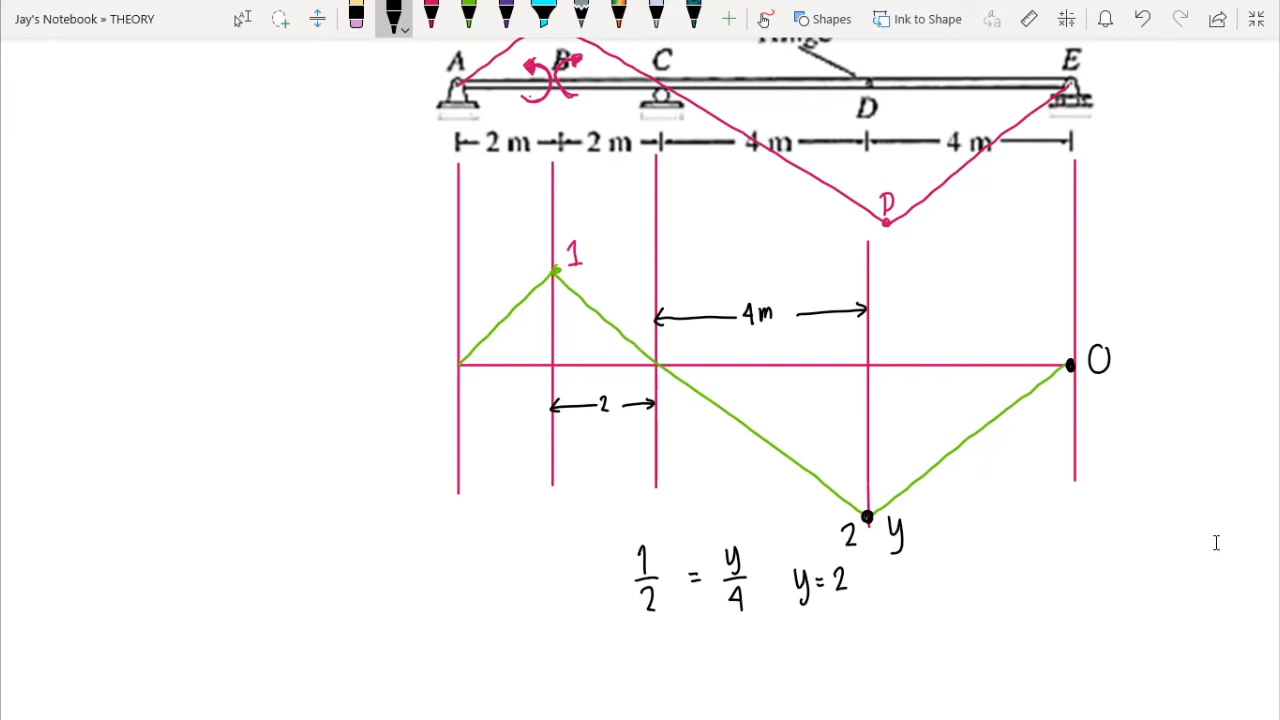 Jay's Notebook » THEORY
Shapes
Ink to Shape
A B C Hinge E
D
2 m 2 m 4 m 4 m
P
1
4m
O
2
2 y
1/2 = y/4 y=2